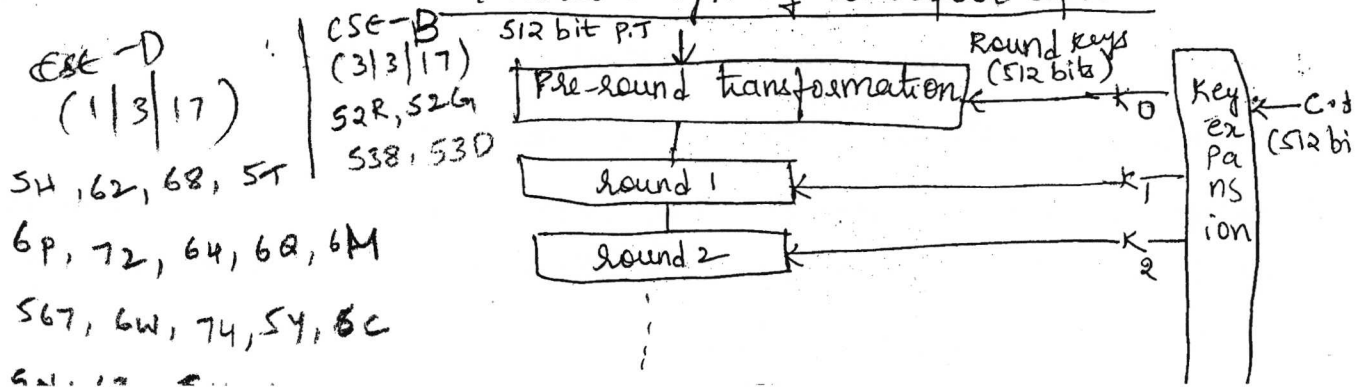 CSE-D
(1|3|17)
5H, 62, 68, 5T
6P, 72, 64, 6Q, 6M
567, 6W, 74, 5Y, 5C
CSE-B
(3|3|17)
52R, 52G
538, 53D
512 bit P.T
Pre-round transformation
round 1
round 2
Round keys
(512 bits)
K0
K1
K2
Key
ex
pa
ns
ion
(512 bi